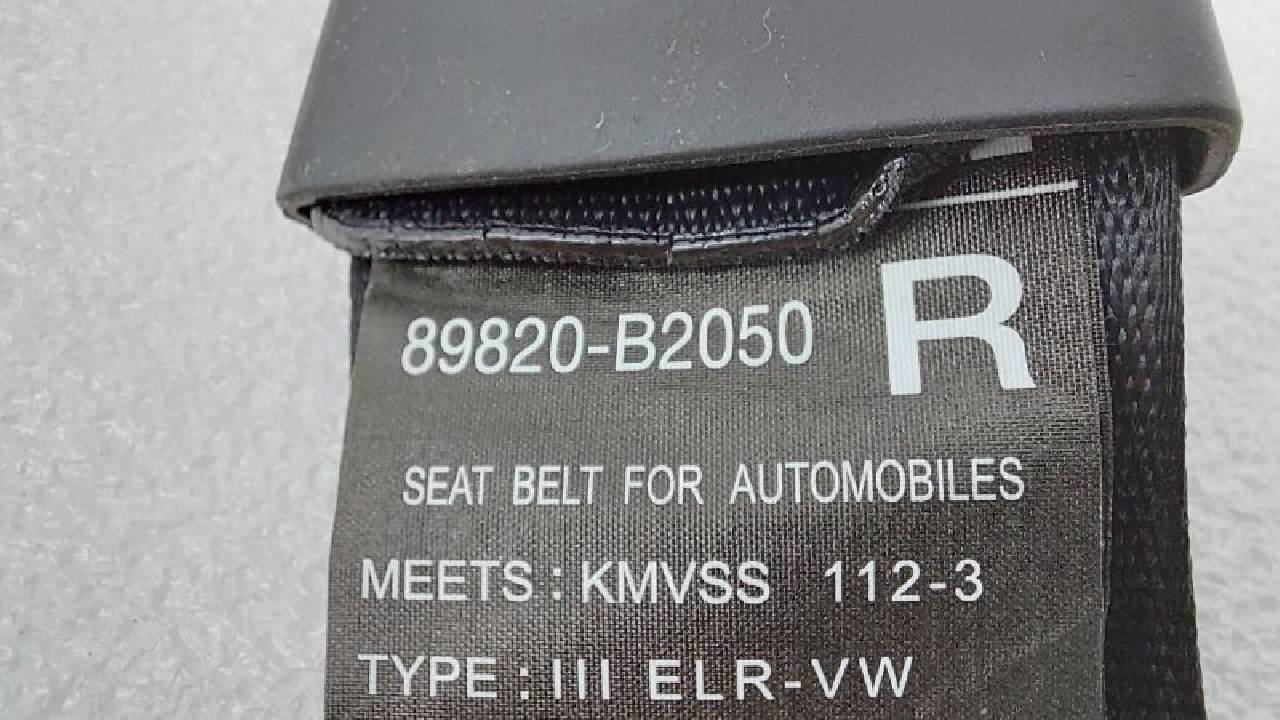 89820-B2050 R
SEAT BELT FOR AUTOMOBILES
MEETS : KMVSS 112-3
TYPE : III ELR-VW